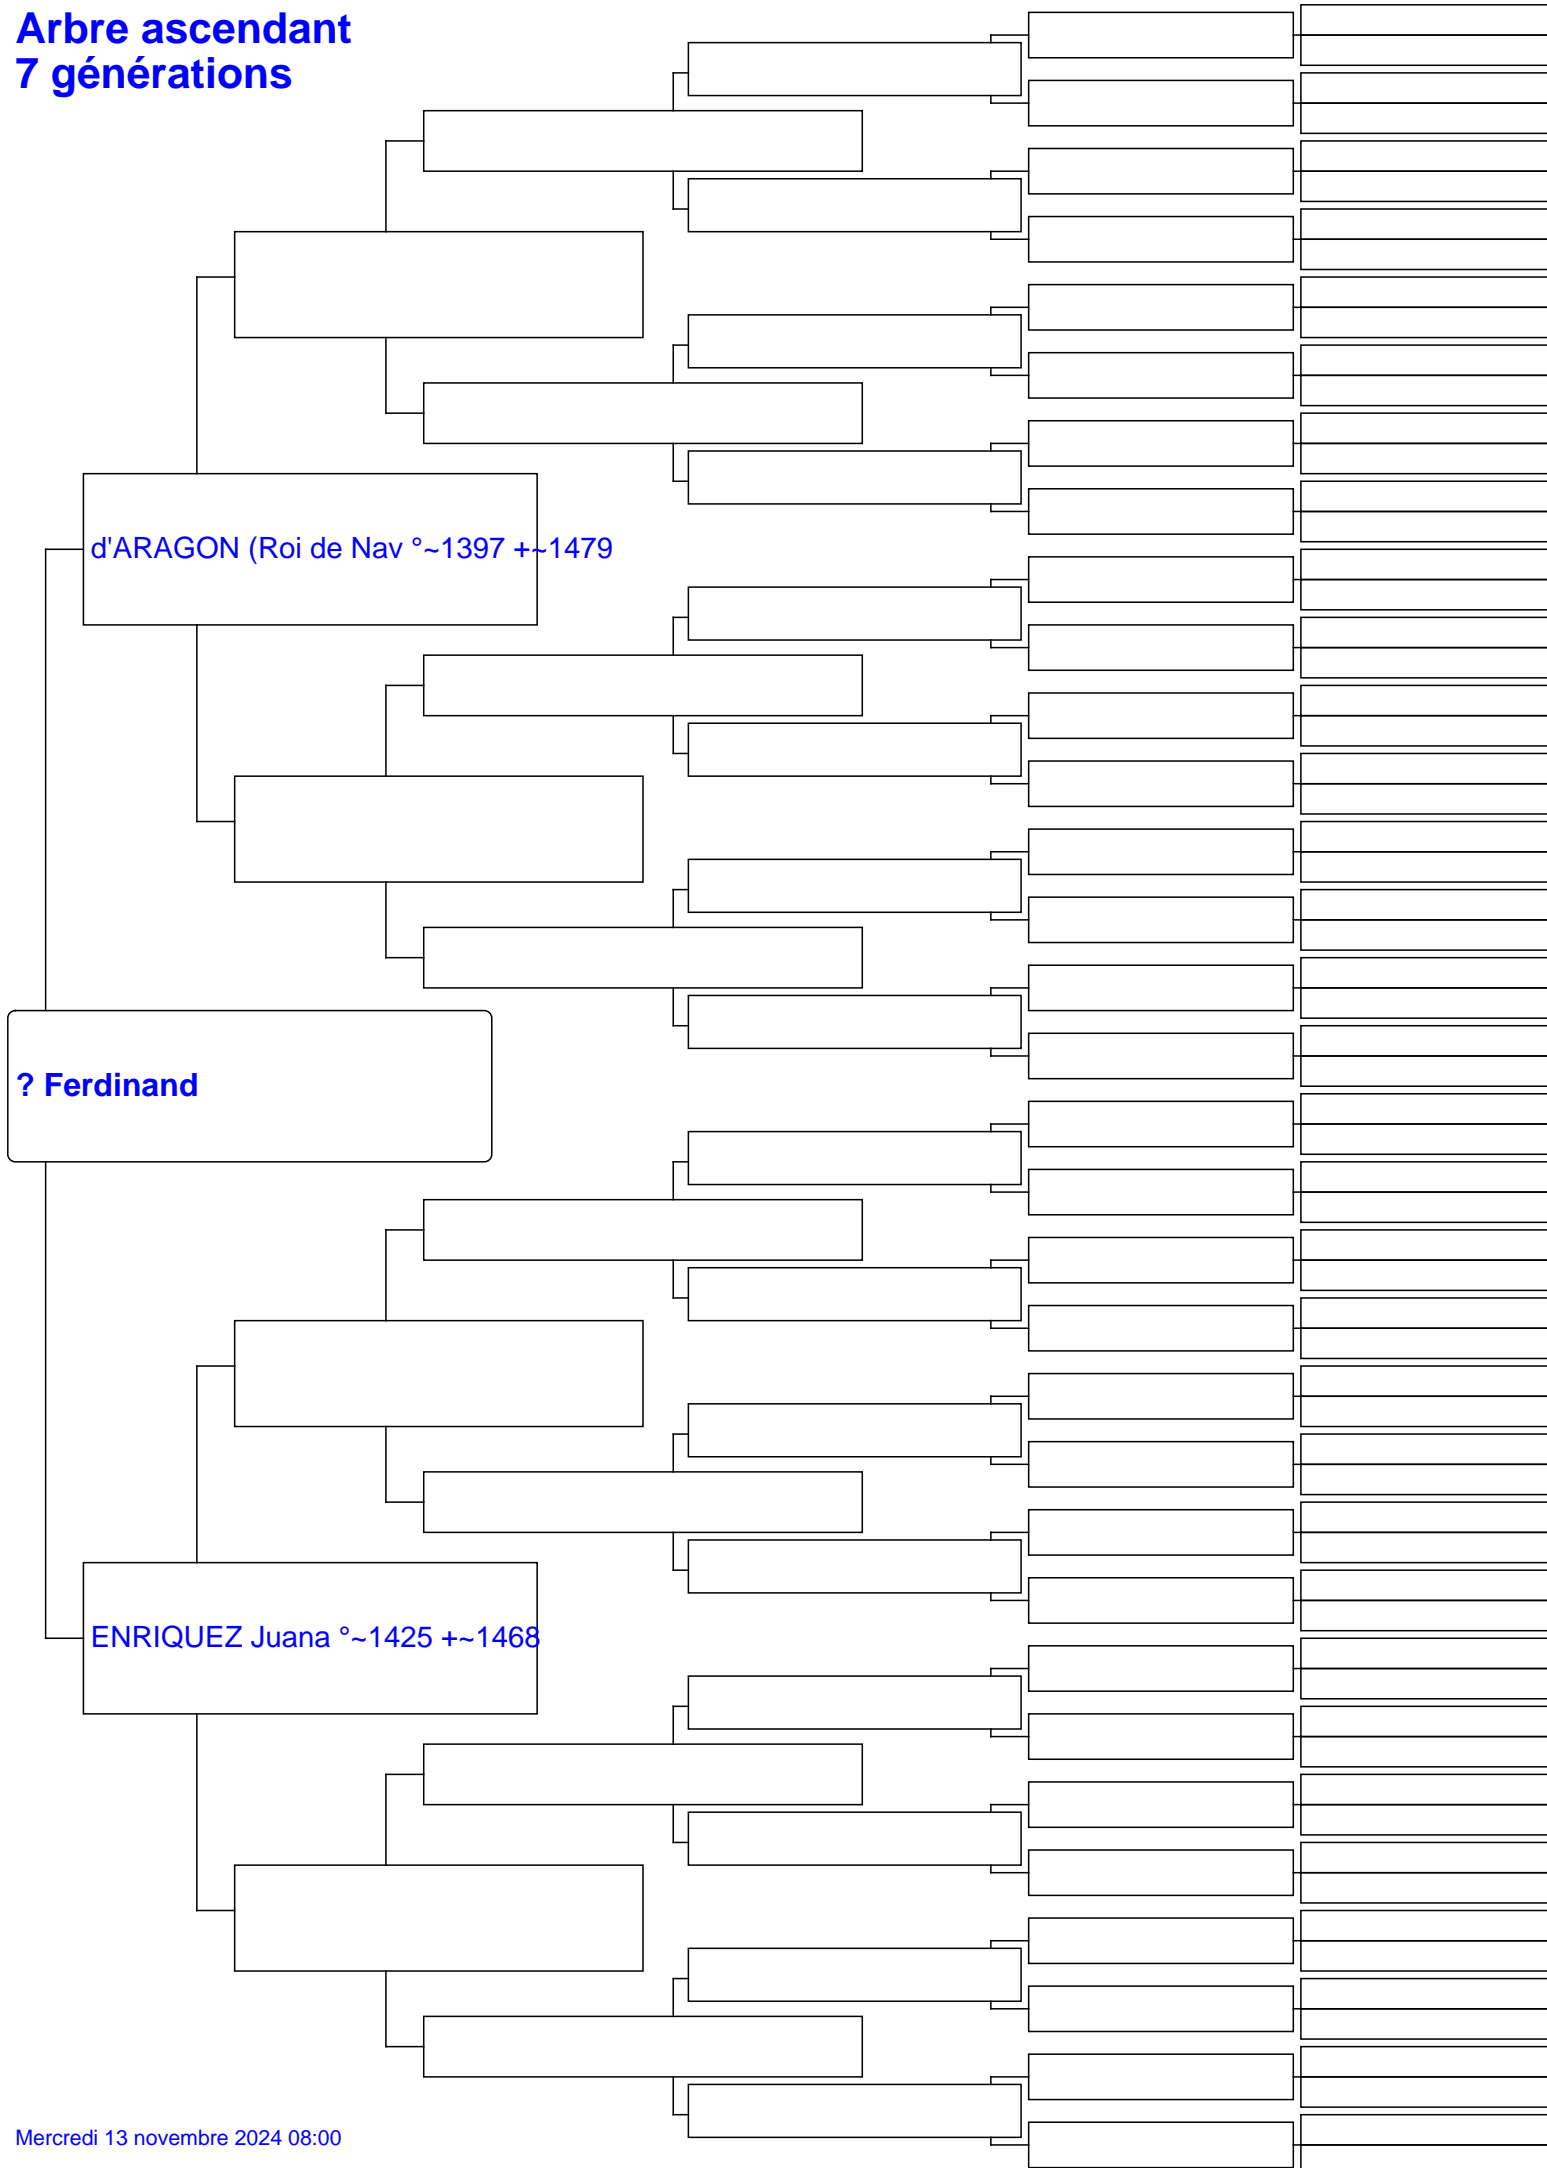 Arbre ascendant
7 générations
d'ARAGON (Roi de Nav °~1397 +~1479
? Ferdinand
ENRIQUEZ Juana °~1425 +~1468
Mercredi 13 novembre 2024 08:00